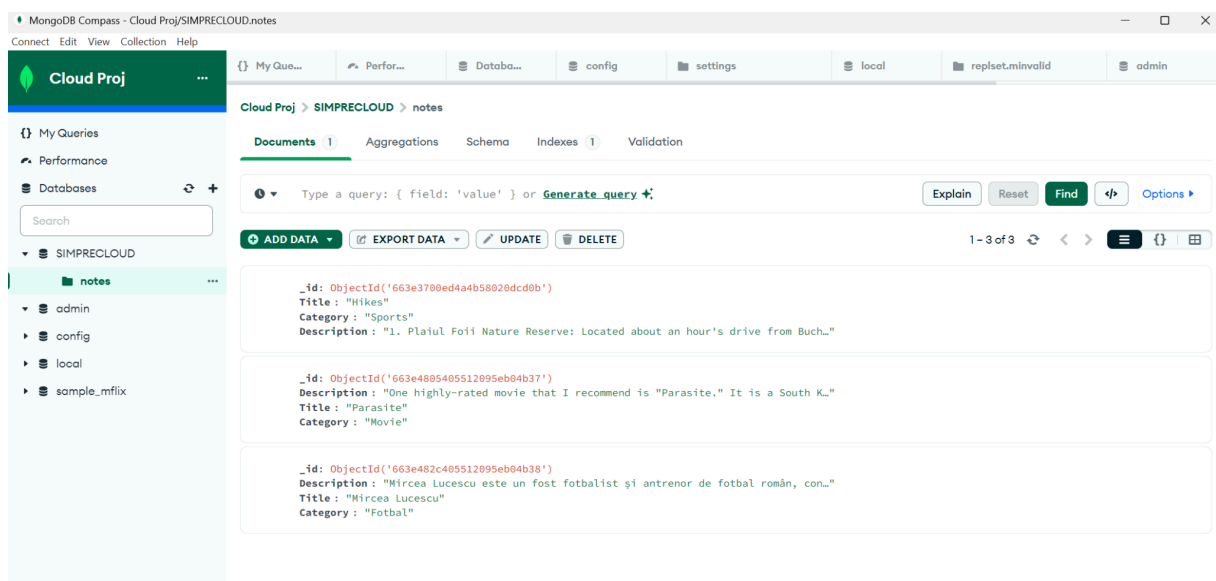 MongoDB Compass - Cloud Proj/SIMPRECLOUD.notes
Connect Edit View Collection Help
Cloud Proj
{} My Que...
Perfor...
Databa...
config
settings
local
replset.minvalid
admin
Cloud Proj > SIMPRECLOUD > notes
{} My Queries
Performance
Databases
Search
SIMPRECLOUD
notes
admin
config
local
sample_mflix
Documents 1 Aggregations Schema Indexes 1 Validation
Type a query: { field: 'value' } or Generate query
Explain Reset Find </> Options
ADD DATA EXPORT DATA UPDATE DELETE
1 – 3 of 3 < > {}
_id: ObjectId('663e3700ed4a4b58020dcd0b')
Title : "Hikes"
Category : "Sports"
Description : "1. Plaiul Foii Nature Reserve: Located about an hour's drive from Buch…"
_id: ObjectId('663e4805405512095eb04b37')
Description : "One highly-rated movie that I recommend is "Parasite." It is a South K…"
Title : "Parasite"
Category : "Movie"
_id: ObjectId('663e482c405512095eb04b38')
Description : "Mircea Lucescu este un fost fotbalist și antrenor de fotbal român, con…"
Title : "Mircea Lucescu"
Category : "Fotbal"